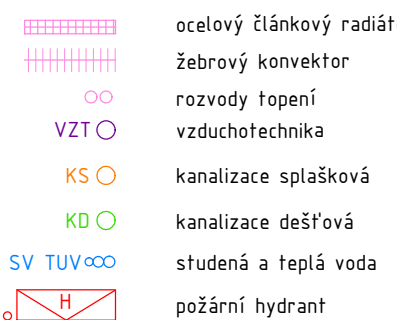 ocelový článkový radiát
žebrový konvektor
rozvody topení
VZT vzduchotechnika
KS kanalizace splašková
KD kanalizace dešťová
SV TUV studená a teplá voda
H požární hydrant